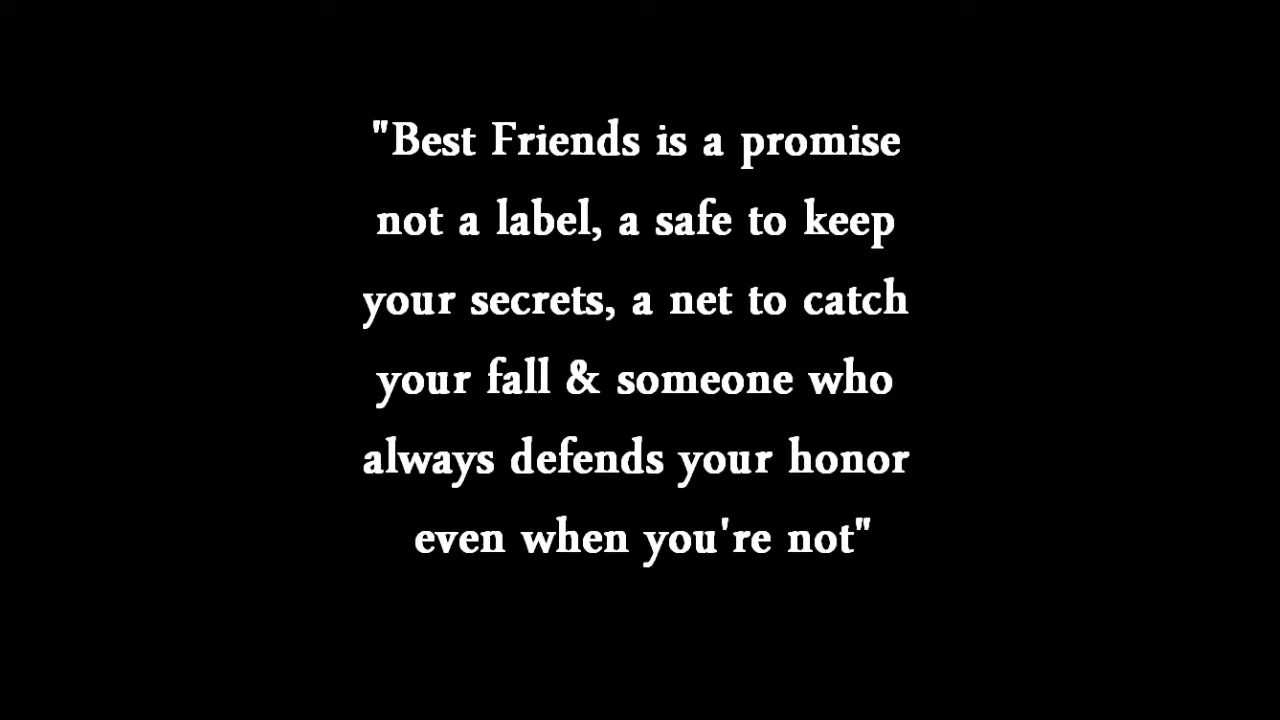 "Best Friends is a promise
not a label, a safe to keep
your secrets, a net to catch
your fall & someone who
always defends your honor
even when you're not"